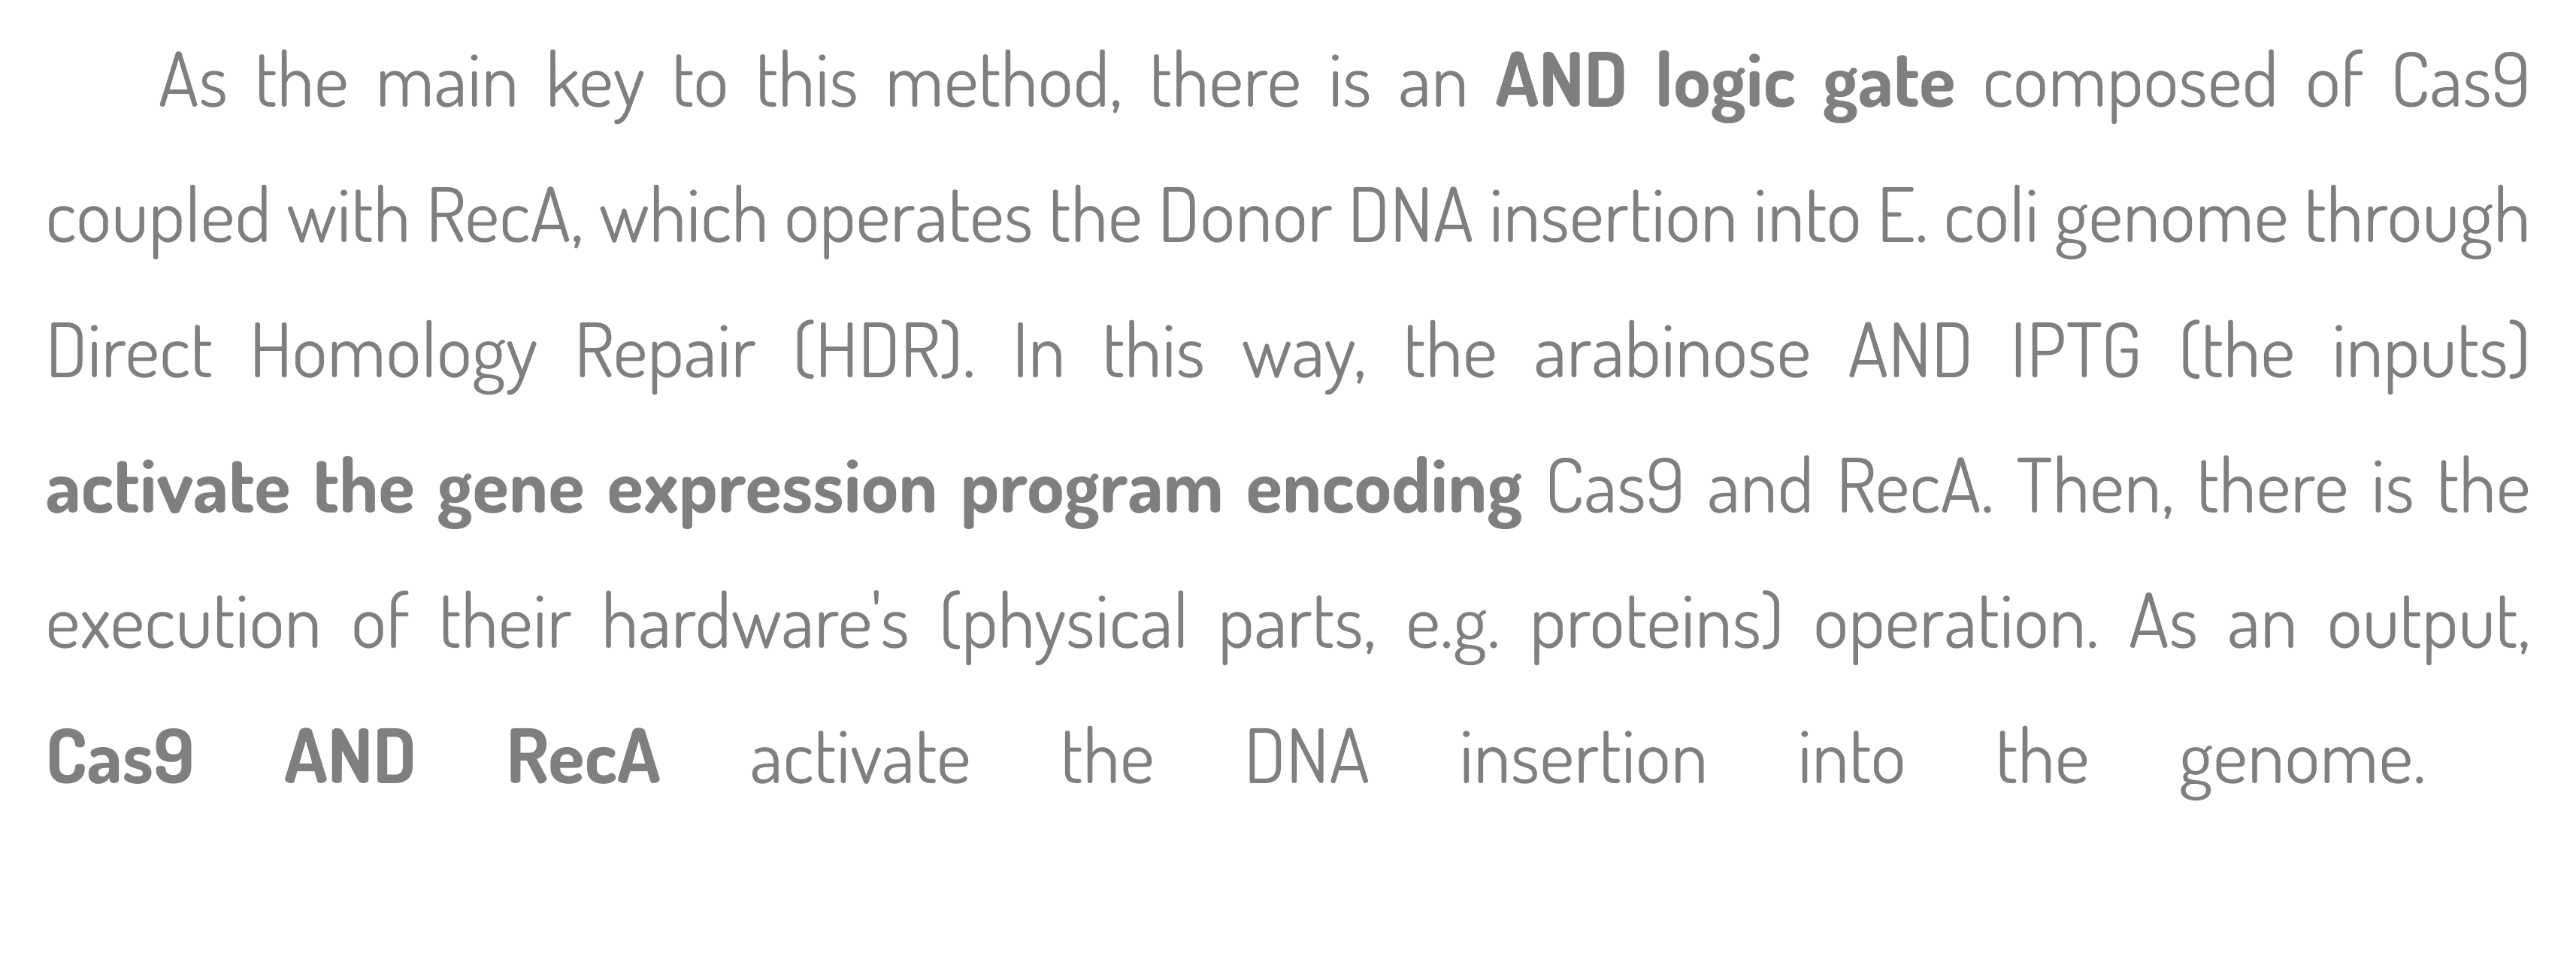 As the main key to this method, there is an AND logic gate composed of Cas9
coupled with RecA, which operates the Donor DNA insertion into E. coli genome through
Direct Homology Repair (HDR). In this way, the arabinose AND IPTG (the inputs)
activate the gene expression program encoding Cas9 and RecA. Then, there is the
execution of their hardware's (physical parts, e.g. proteins) operation. As an output,
Cas9 AND RecA activate the DNA insertion into the genome.